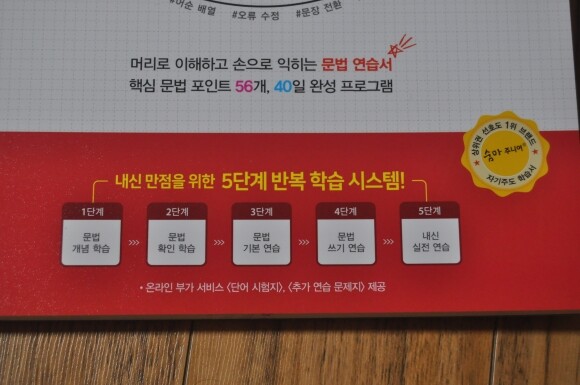 #어순 배열
#오류 수정
#문장 전환
머리로 이해하고 손으로 익히는 문법 연습서
핵심 문법 포인트 56개, 40일 완성 프로그램
상위권 선호도 1위 브랜드
숨마 주니어®
자기주도 학습서
내신 만점을 위한 5단계 반복 학습 시스템!
1단계
문법
개념 학습
>>>
2단계
문법
확인 학습
>>>
3단계
문법
기본 연습
>>>
4단계
문법
쓰기 연습
>>>
5단계
내신
실전 연습
• 온라인 부가 서비스 <단어 시험지>, <추가 연습 문제지> 제공